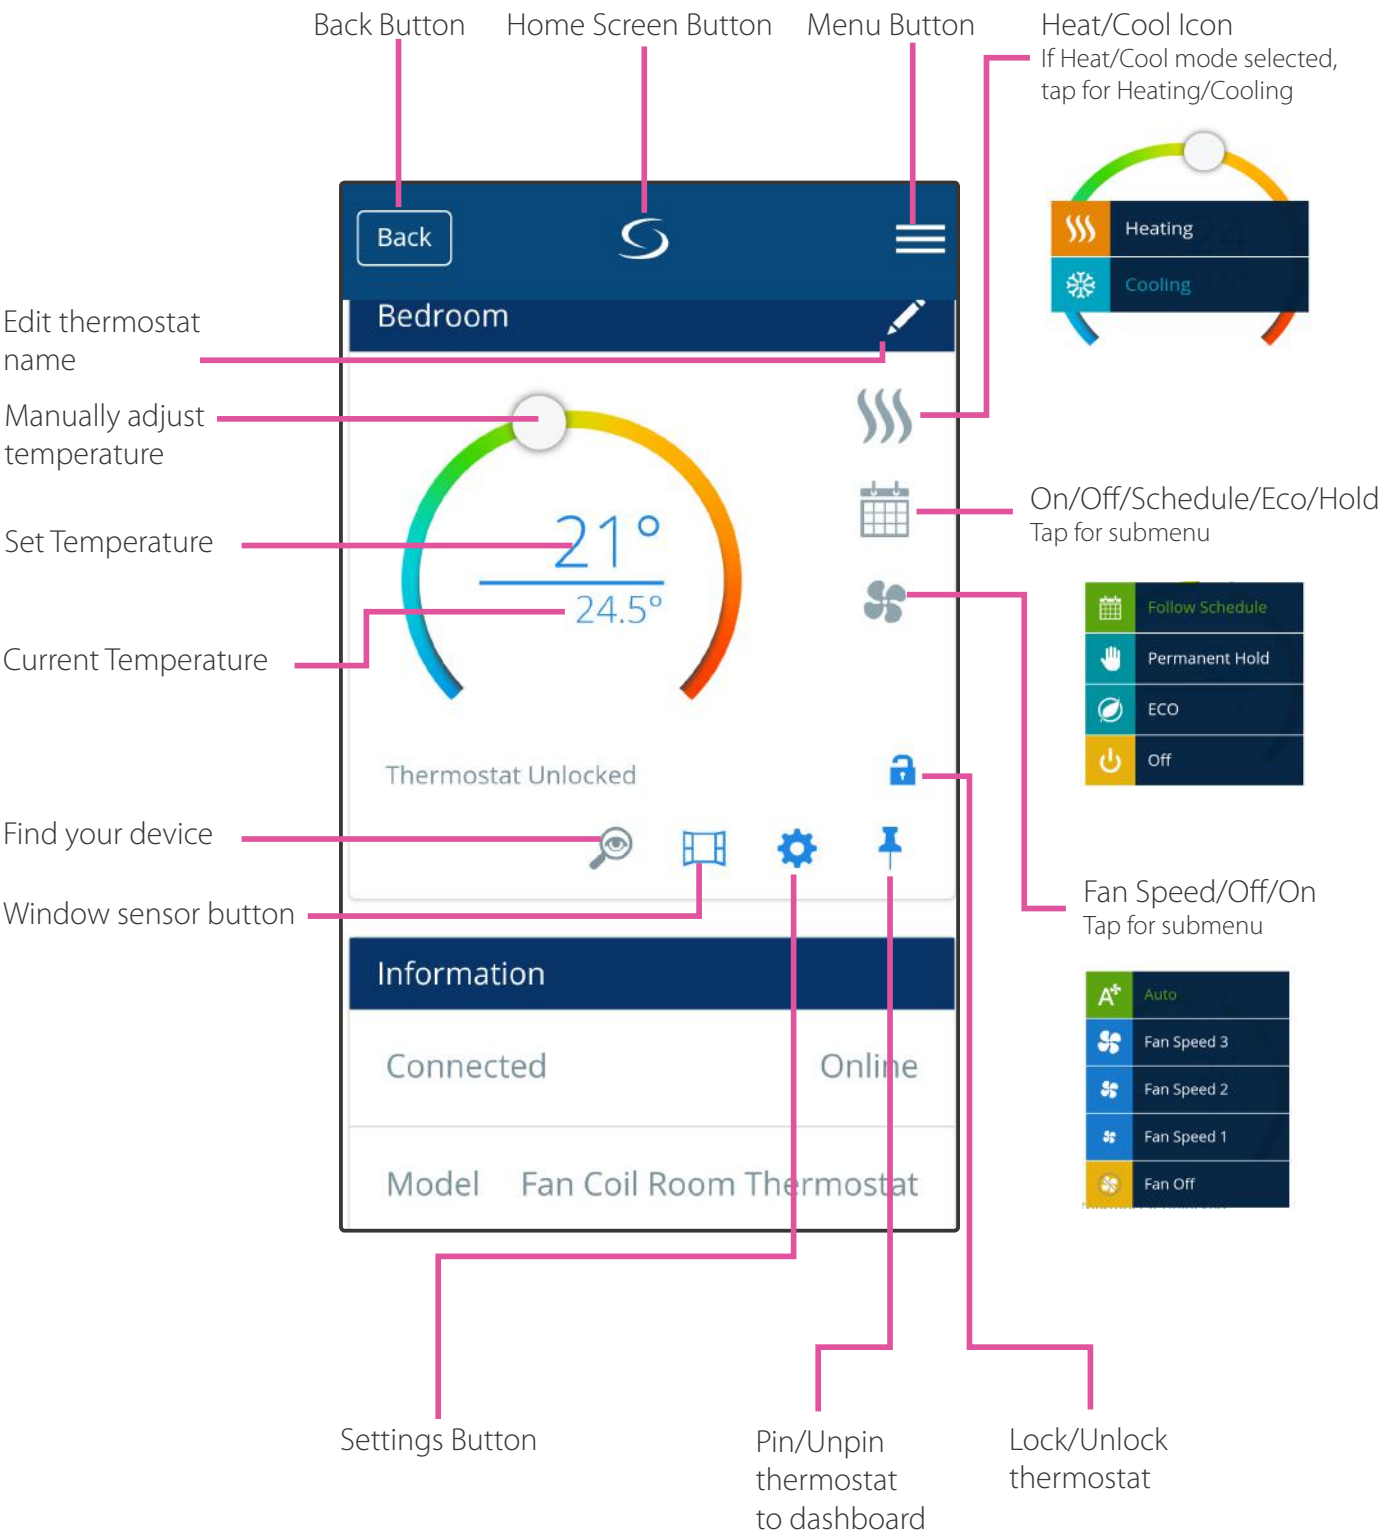 Back Button
Home Screen Button
Menu Button
Heat/Cool Icon
If Heat/Cool mode selected,
tap for Heating/Cooling
Heating
Cooling
Back
Bedroom
Edit thermostat
name
Manually adjust
temperature
Set Temperature
Current Temperature
21°
24.5°
On/Off/Schedule/Eco/Hold
Tap for submenu
Follow Schedule
Permanent Hold
ECO
Off
Thermostat Unlocked
Find your device
Window sensor button
Fan Speed/Off/On
Tap for submenu
A
Auto
Fan Speed 3
Fan Speed 2
Fan Speed 1
Fan Off
Information
Connected
Online
Model
Fan Coil Room Thermostat
Settings Button
Pin/Unpin
thermostat
to dashboard
Lock/Unlock
thermostat